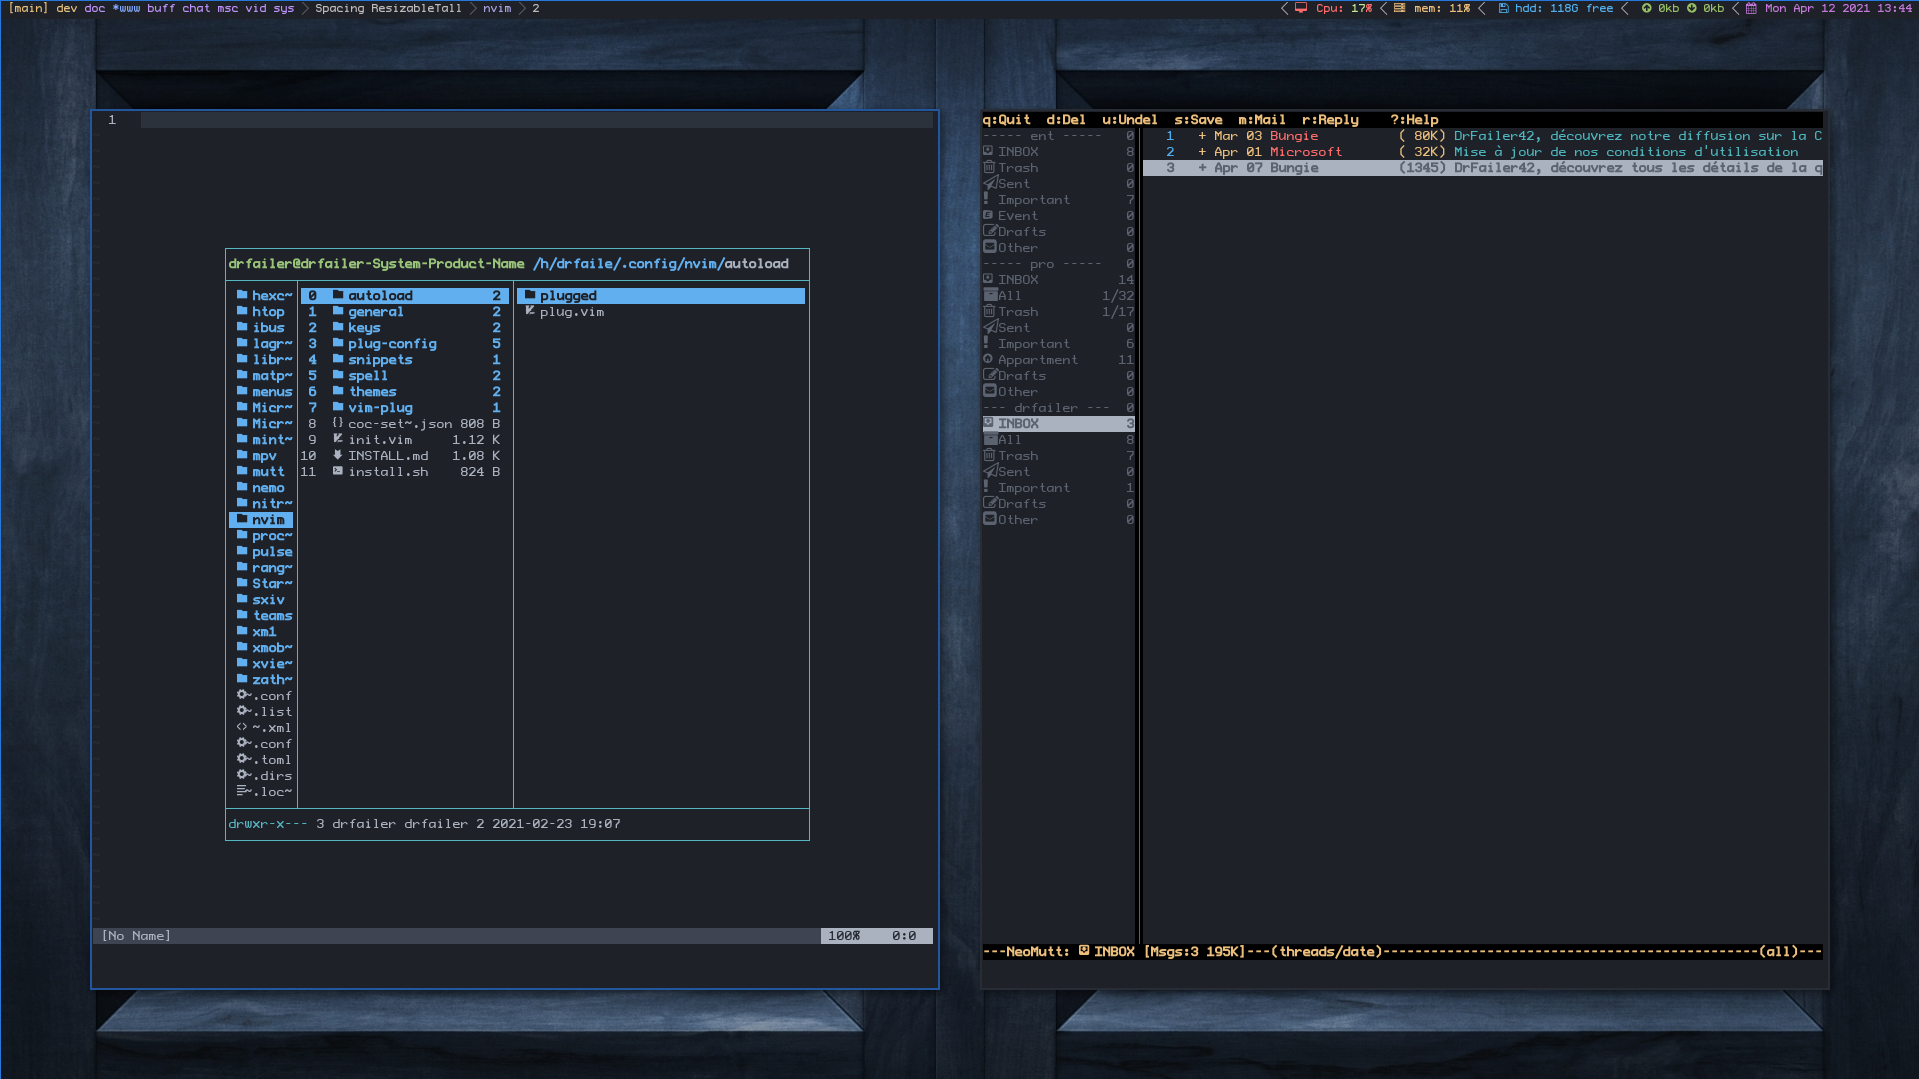 [main] dev doc *www buff chat msc vid sys Spacing ResizableTall nvim 2
Cpu: 17% mem: 11% hdd: 118G free 0kb 0kb Mon Apr 12 2021 13:44
1
drfailer@drfailer-System-Product-Name /h/drfaile/.config/nvim/autoload
hexc~
htop
ibus
lagr~
libr~
matp~
menus
Micr~
Micr~
mint~
mpv
mutt
nemo
nitr~
nvim
proc~
pulse
rang~
Star~
sxiv
teams
xm1
xmob~
xvie~
zath~
~.conf
~.list
<> ~.xml
~.conf
~.toml
~.dirs
~.loc~
0 autoload 2
1 general 2
2 keys 2
3 plug-config 5
4 snippets 1
5 spell 2
6 themes 2
7 vim-plug 1
8 {} coc-set~.json 808 B
9 init.vim 1.12 K
10 INSTALL.md 1.08 K
11 install.sh 824 B
plugged
plug.vim
drwxr-x--- 3 drfailer drfailer 2 2021-02-23 19:07
[No Name] 100% 0:0
q:Quit d:Del u:Undel s:Save m:Mail r:Reply ?:Help
----- ent ----- 0
INBOX 8
Trash 0
Sent 0
Important 7
Event 0
Drafts 0
Other 0
----- pro ----- 0
INBOX 14
All 1/32
Trash 1/17
Sent 0
Important 6
Appartment 11
Drafts 0
Other 0
--- drfailer --- 0
INBOX 3
All 8
Trash 7
Sent 0
Important 1
Drafts 0
Other 0
1 + Mar 03 Bungie ( 80K) DrFailer42, découvrez notre diffusion sur la C
2 + Apr 01 Microsoft ( 32K) Mise à jour de nos conditions d'utilisation
3 + Apr 07 Bungie (1345) DrFailer42, découvrez tous les détails de la q
---NeoMutt: INBOX [Msgs:3 195K]---(threads/date)-----------------------------------------------(all)---